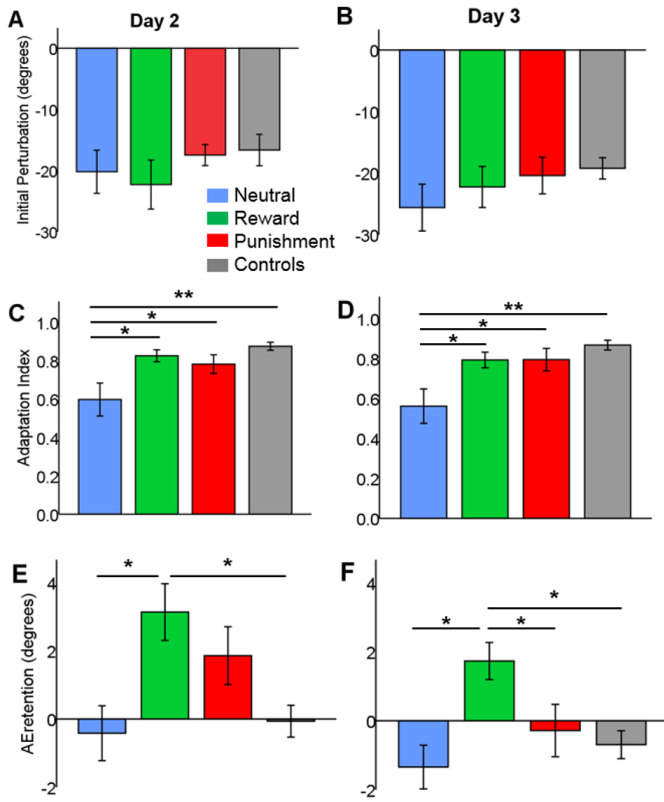 A
Day 2
Initial Perturbation (degrees)
0
-10
-20
-30
Neutral
Reward
Punishment
Controls
B
Day 3
0
-10
-20
-30
C
Adaptation Index
1.0
0.8
0.6
0.4
0.2
0.0
**
*
*
D
1.0
0.8
0.6
0.4
0.2
0.0
**
*
*
E
AEretention (degrees)
4
2
0
-2
*
*
F
4
2
0
-2
*
*
*